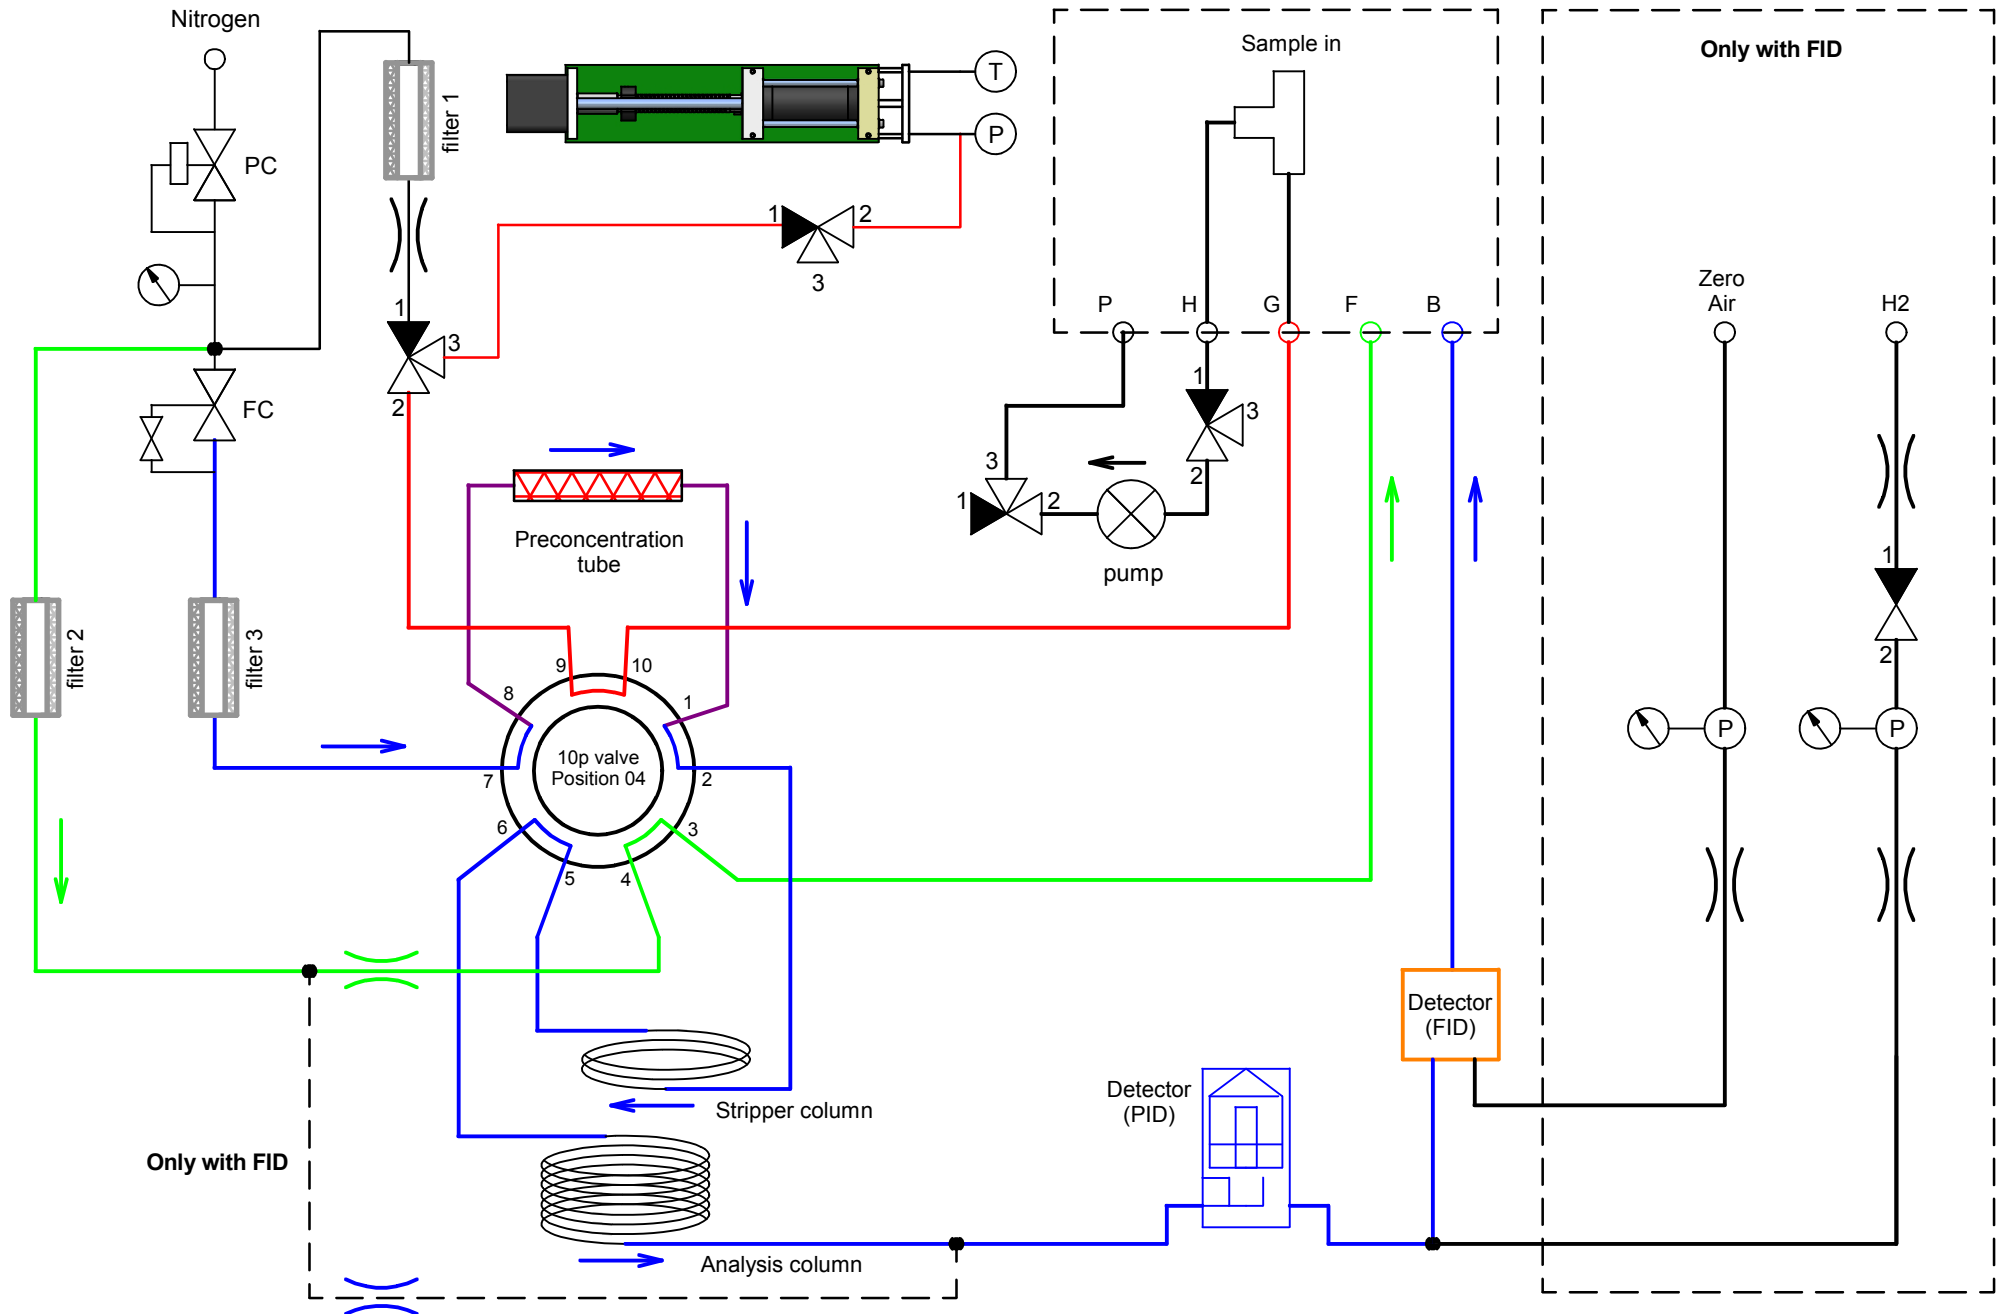 Nitrogen
filter 1
T
P
Sample in
Only with FID
PC
1
2
3
1
3
2
P
H
G
F
B
Zero
Air
H2
FC
1
3
2
3
1
2
pump
1
2
Preconcentration
tube
filter 2
filter 3
9
10
8
1
7
2
6
3
5
4
10p valve
Position 04
P
P
Detector
(FID)
Stripper column
Detector
(PID)
Only with FID
Analysis column